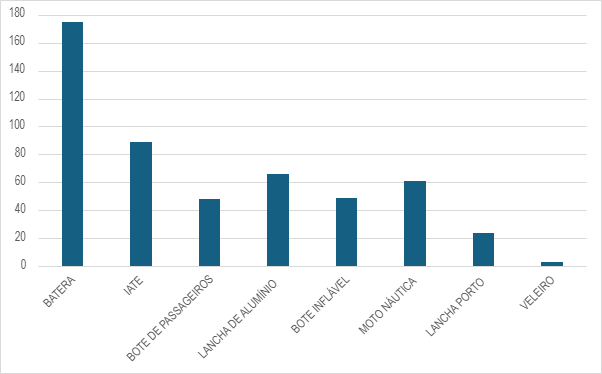 180
160
140
120
100
80
60
40
20
0
BATERA
IATE
BOTE DE PASSAGEIROS
LANCHA DE ALUMÍNIO
BOTE INFLÁVEL
MOTO NÁUTICA
LANCHA PORTO
VELEIRO